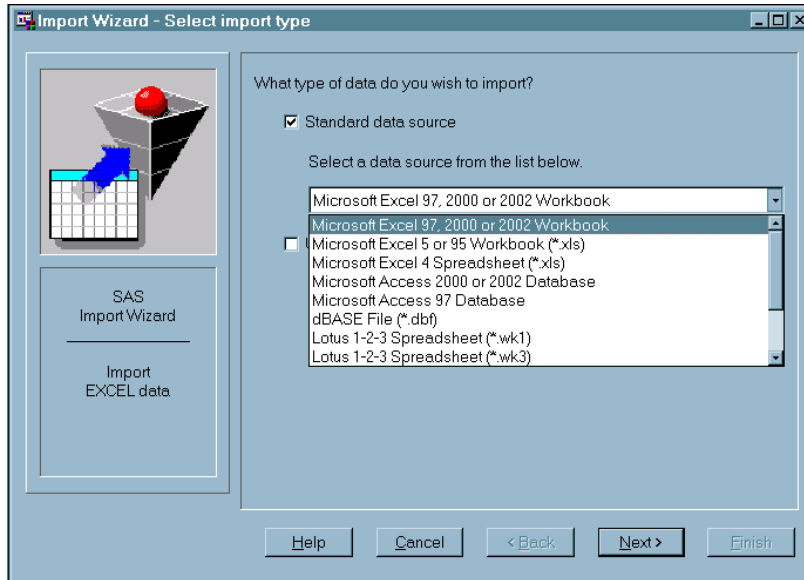 Import Wizard - Select import type
What type of data do you wish to import?
Standard data source
Select a data source from the list below.
Microsoft Excel 97, 2000 or 2002 Workbook
Microsoft Excel 97, 2000 or 2002 Workbook
Microsoft Excel 5 or 95 Workbook (*.xls)
Microsoft Excel 4 Spreadsheet (*.xls)
Microsoft Access 2000 or 2002 Database
Microsoft Access 97 Database
dBASE File (*.dbf)
Lotus 1-2-3 Spreadsheet (*.wk1)
Lotus 1-2-3 Spreadsheet (*.wk3)
SAS
Import Wizard
Import
EXCEL data
Help
Cancel
< Back
Next >
Finish